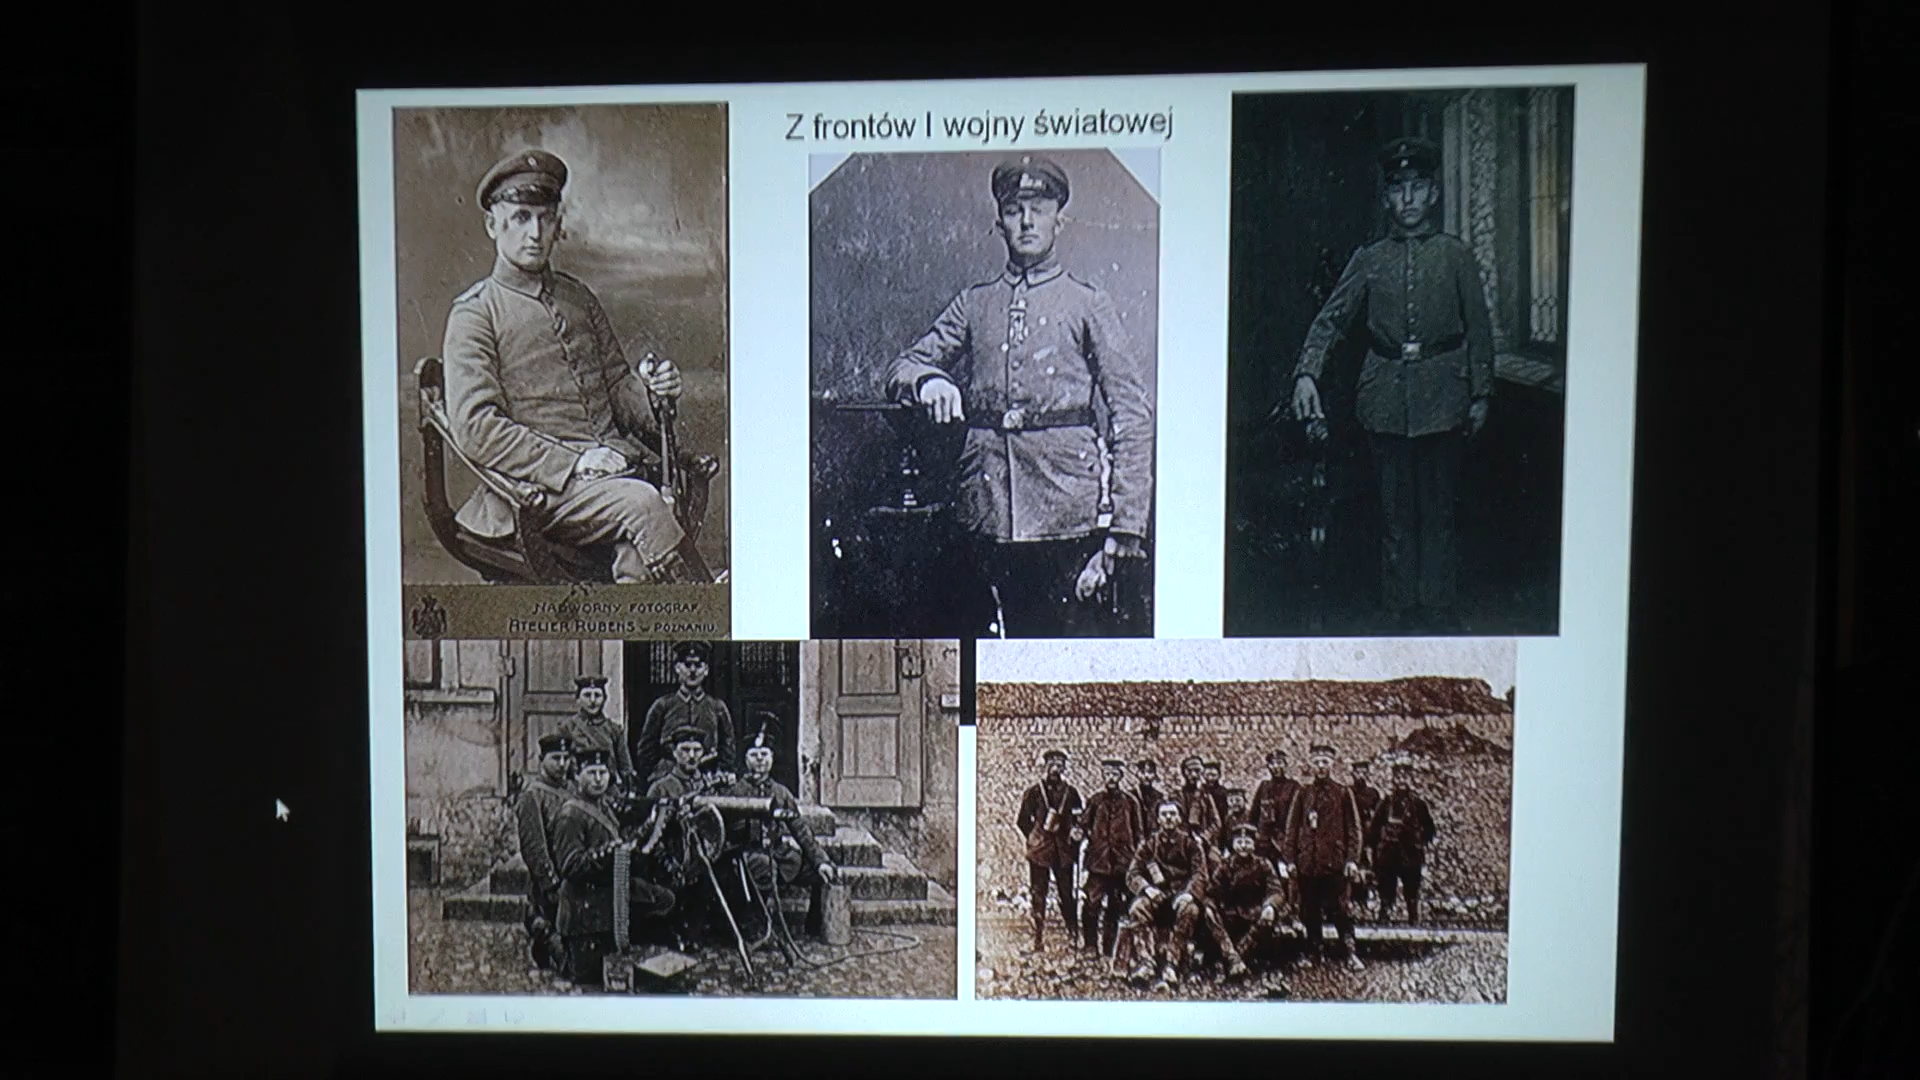 Z frontów I wojny światowej
NADWORNY FOTOGRAF
ATELIER RUBENS w POZNANIU.